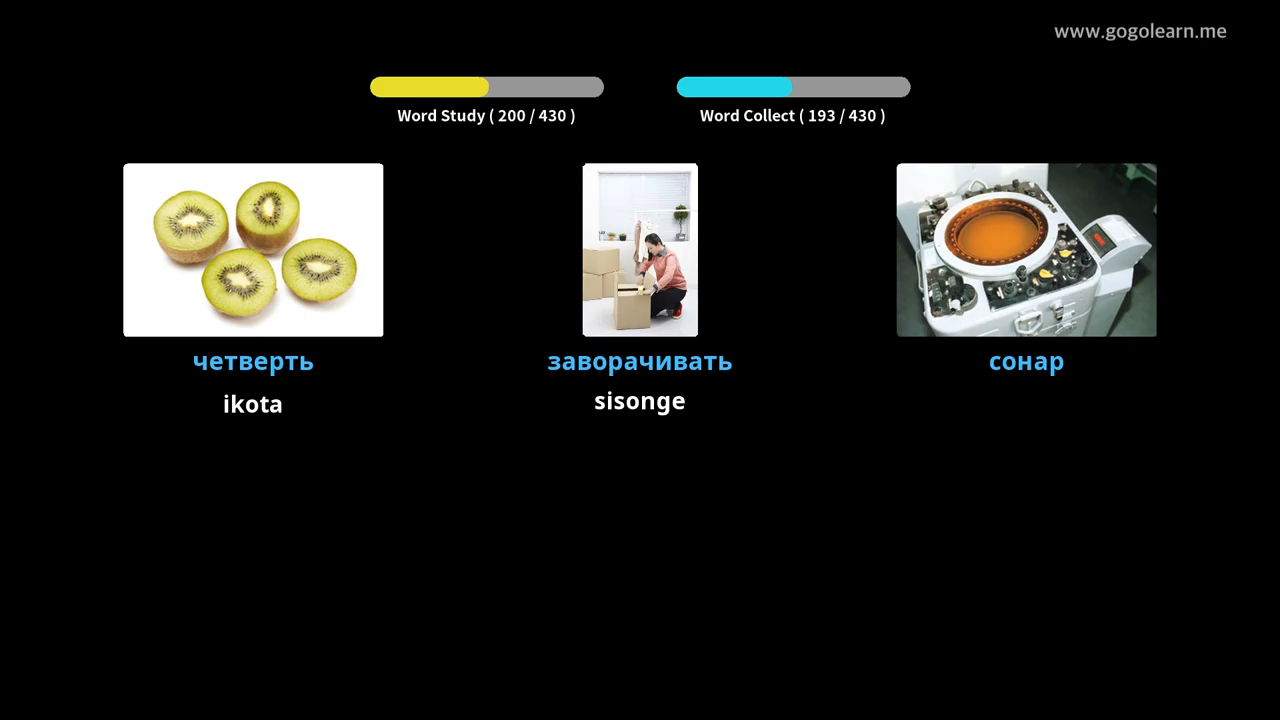 www.gogolearn.me
Word Study ( 200 / 430 )
Word Collect ( 193 / 430 )
четверть
заворачивать
сонар
ikota
sisonge